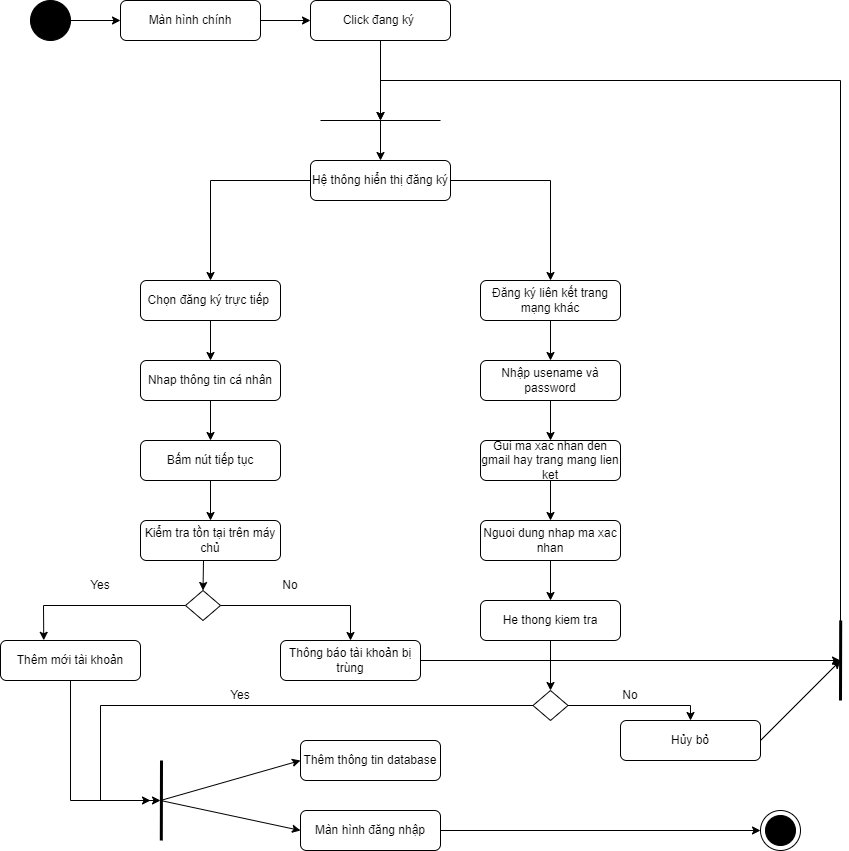 Màn hình chính
Click đang ký
Hệ thông hiển thị đăng ký
Chọn đăng ký trực tiếp
Đăng ký liên kết trang
mạng khác
Nhap thông tin cá nhân
Nhập usename và
password
Bấm nút tiếp tục
Gui ma xac nhan den
gmail hay trang mang lien
ket
Kiểm tra tồn tại trên máy
chủ
Nguoi dung nhap ma xac
nhan
Yes
No
He thong kiem tra
Thêm mới tài khoản
Thông báo tài khoản bị
trùng
Yes
No
Hủy bỏ
Thêm thông tin database
Màn hình đăng nhập